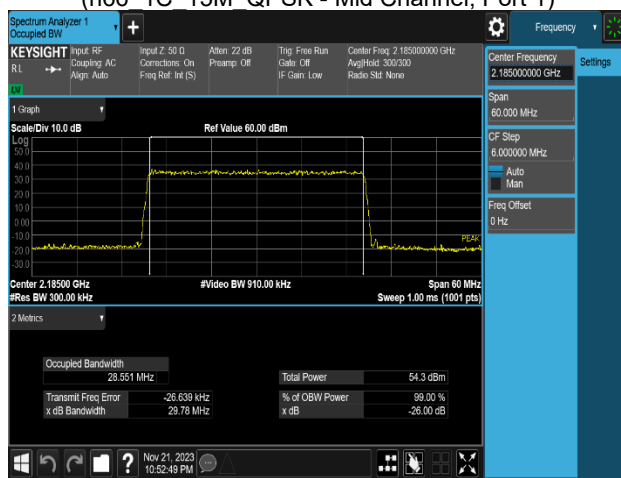 (n66_1C_15M_QPSK - Mid Channel, Port 1)
Spectrum Analyzer 1
Occupied BW
Frequency
KEYSIGHT
RL
Input: RF
Coupling: AC
Align: Auto
Input Z: 50 Ω
Corrections: On
Freq Ref: Int (S)
Atten: 22 dB
Preamp: Off
Trig: Free Run
Gate: Off
IF Gain: Low
Center Freq: 2.185000000 GHz
Avg|Hold: 300/300
Radio Std: None
Center Frequency
2.185000000 GHz
Settings
Span
60.000 MHz
CF Step
6.000000 MHz
Auto
Man
Freq Offset
0 Hz
1 Graph
Scale/Div 10.0 dB
Ref Value 60.00 dBm
Log
50.0
40.0
30.0
20.0
10.0
0.00
-10.0
-20.0
-30.0
PEAK
Center 2.18500 GHz
#Video BW 910.00 kHz
Span 60 MHz
#Res BW 300.00 kHz
Sweep 1.00 ms (1001 pts)
2 Metrics
Occupied Bandwidth
28.551 MHz
Total Power
54.3 dBm
Transmit Freq Error
-26.639 kHz
% of OBW Power
99.00 %
x dB Bandwidth
29.78 MHz
x dB
-26.00 dB
?
Nov 21, 2023
10:52:49 PM